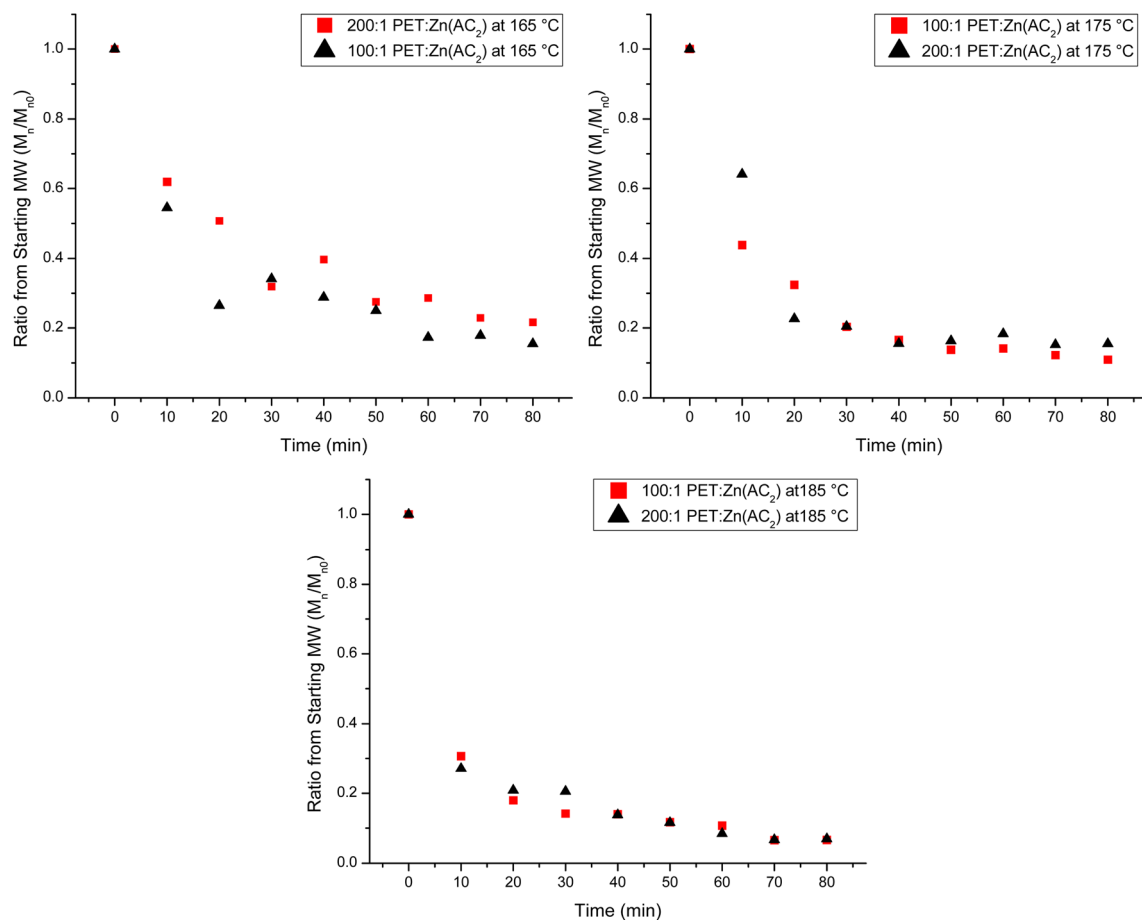 200:1 PET:Zn(AC₂) at 165 °C
100:1 PET:Zn(AC₂) at 165 °C
Ratio from Starting MW (Mₙ/Mₙ₀)
1.0
0.8
0.6
0.4
0.2
0.0
0 10 20 30 40 50 60 70 80
Time (min)
100:1 PET:Zn(AC₂) at 175 °C
200:1 PET:Zn(AC₂) at 175 °C
Ratio from Starting MW (Mₙ/Mₙ₀)
1.0
0.8
0.6
0.4
0.2
0.0
0 10 20 30 40 50 60 70 80
Time (min)
100:1 PET:Zn(AC₂) at185 °C
200:1 PET:Zn(AC₂) at185 °C
Ratio from Starting MW (Mₙ/Mₙ₀)
1.0
0.8
0.6
0.4
0.2
0.0
0 10 20 30 40 50 60 70 80
Time (min)